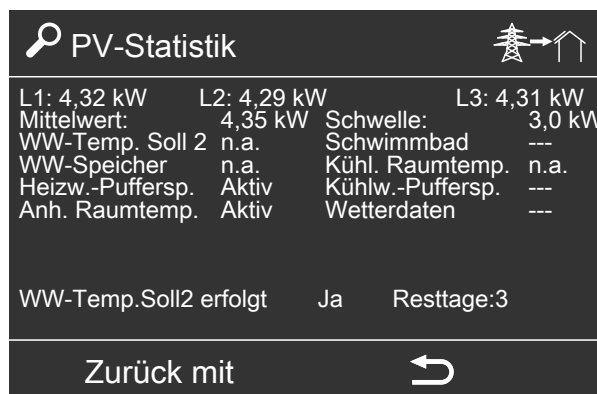 PV-Statistik
L1: 4,32 kW L2: 4,29 kW L3: 4,31 kW
Mittelwert: 4,35 kW Schwelle: 3,0 kW
WW-Temp. Soll 2 n.a. Schwimmbad ---
WW-Speicher n.a. Kühl. Raumtemp. n.a.
Heizw.-Puffersp. Aktiv Kühlw.-Puffersp. ---
Anh. Raumtemp. Aktiv Wetterdaten ---
WW-Temp.Soll2 erfolgt Ja Resttage:3
Zurück mit